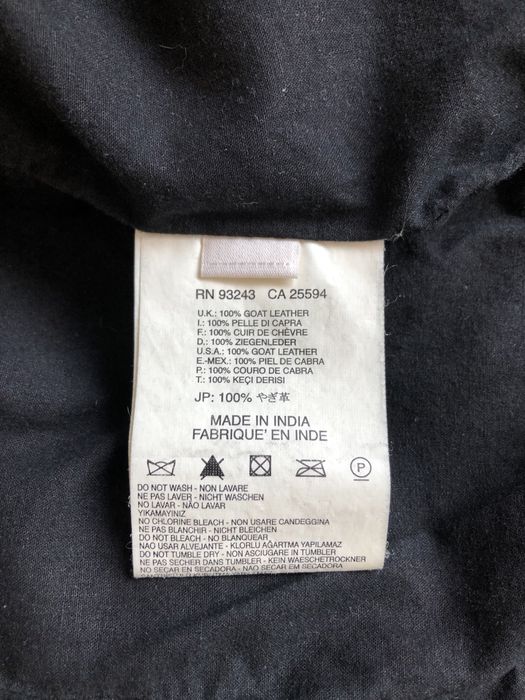 RN 93243 CA 25594
U.K.: 100% GOAT LEATHER
I.: 100% PELLE DI CAPRA
F.: 100% CUIR DE CHÈVRE
D.: 100% ZIEGENLEDER
U.S.A.: 100% GOAT LEATHER
E.-MEX.: 100% PIEL DE CABRA
P.: 100% COURO DE CABRA
T.: 100% KEÇI DERISI
JP: 100% やぎ革
MADE IN INDIA
FABRIQUE' EN INDE
P
DO NOT WASH - NON LAVARE
NE PAS LAVER - NICHT WASCHEN
NO LAVAR - NÃO LAVAR
YIKAMAYINIZ
NO CHLORINE BLEACH - NON USARE CANDEGGINA
NE PAS BLANCHIR - NICHT BLEICHEN
DO NOT BLEACH - NO BLANQUEAR
NAO USAR ALVEJANTE - KLORLU AĞARTMA YAPILAMAZ
DO NOT TUMBLE DRY - NON ASCIUGARE IN TUMBLER
NE PAS SECHER DANS TUMBLER - KEIN WAESCHETROCKNER
NO SECAR EN SECADORA - NÃO SECAR EM SECADORA